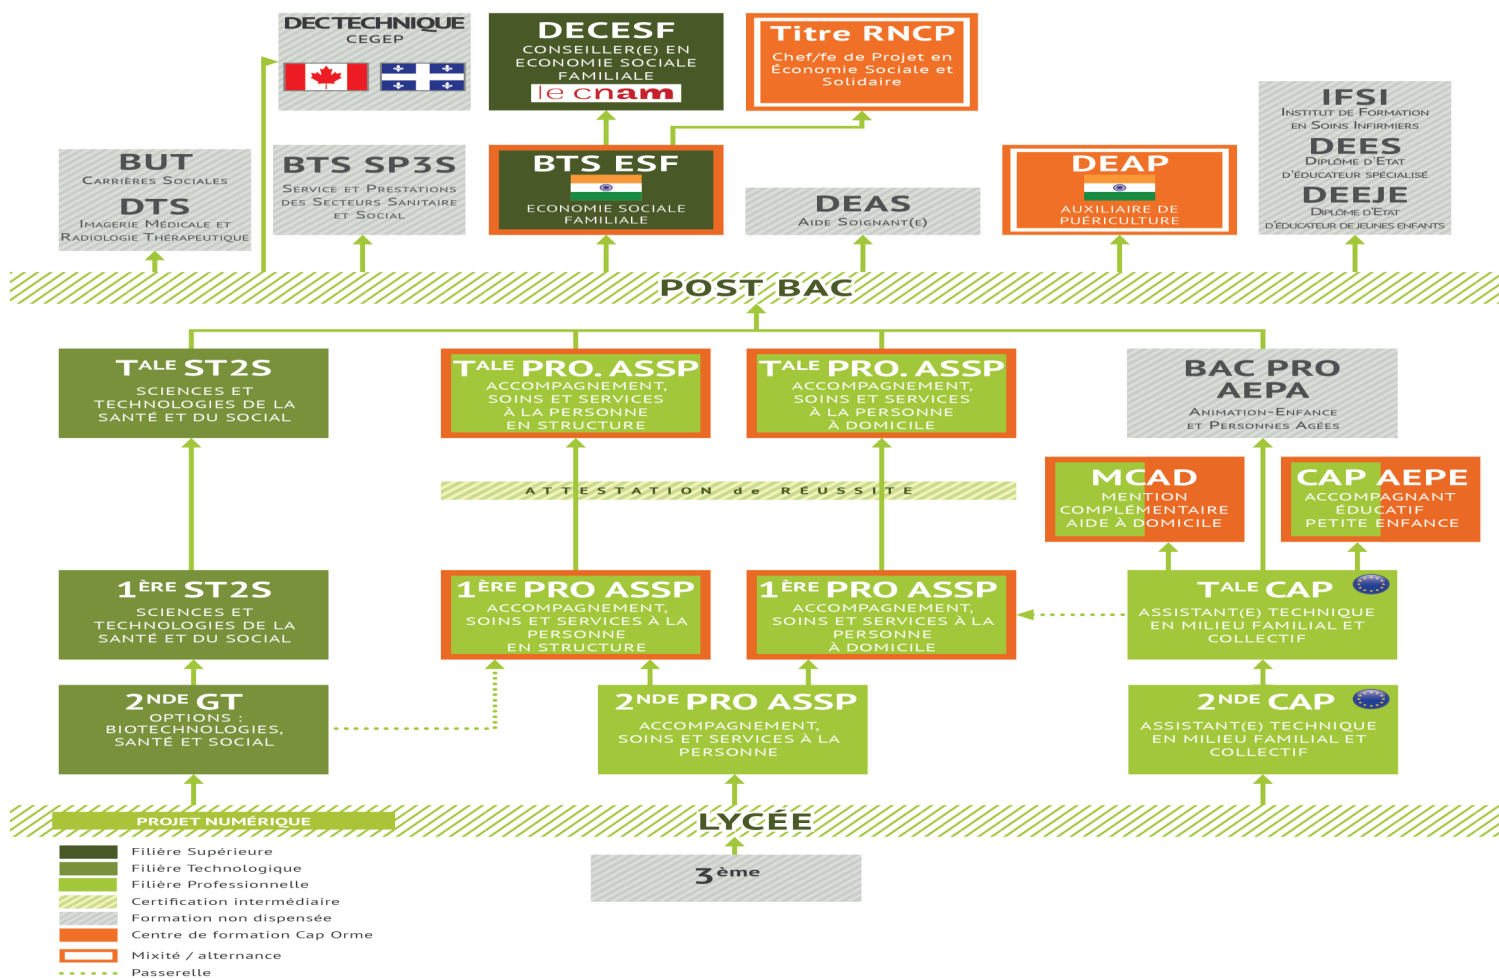 DEC TECHNIQUE
CEGEP
DECESF
CONSEILLER(E) EN
ECONOMIE SOCIALE
FAMILIALE
le cnam
Titre RNCP
Chef/fe de Projet en
Économie Sociale et
Solidaire
IFSI
Institut de Formation
en Soins Infirmiers
DEES
Diplôme d'Etat
d'éducateur spécialisé
DEEJE
Diplôme d'Etat
d'éducateur de jeunes enfants
BUT
Carrières Sociales
DTS
Imagerie Médicale et
Radiologie Thérapeutique
BTS SP3S
Service et Prestations
des Secteurs Sanitaire
et Social
BTS ESF
ECONOMIE SOCIALE
FAMILIALE
DEAS
Aide Soignant(e)
DEAP
AUXILIAIRE DE
PUÉRICULTURE
POST BAC
TALE ST2S
SCIENCES ET
TECHNOLOGIES DE LA
SANTÉ ET DU SOCIAL
TALE PRO. ASSP
ACCOMPAGNEMENT,
SOINS ET SERVICES
À LA PERSONNE
EN STRUCTURE
TALE PRO. ASSP
ACCOMPAGNEMENT,
SOINS ET SERVICES
À LA PERSONNE
À DOMICILE
BAC PRO
AEPA
Animation-Enfance
et Personnes Agées
MCAD
MENTION
COMPLÉMENTAIRE
AIDE À DOMICILE
CAP AEPE
ACCOMPAGNANT
ÉDUCATIF
PETITE ENFANCE
ATTESTATION de RÉUSSITE
1ÈRE ST2S
SCIENCES ET
TECHNOLOGIES DE LA
SANTÉ ET DU SOCIAL
1ÈRE PRO ASSP
ACCOMPAGNEMENT,
SOINS ET SERVICES À LA
PERSONNE
EN STRUCTURE
1ÈRE PRO ASSP
ACCOMPAGNEMENT,
SOINS ET SERVICES À LA
PERSONNE
À DOMICILE
TALE CAP
ASSISTANT(E) TECHNIQUE
EN MILIEU FAMILIAL ET
COLLECTIF
2NDE GT
OPTIONS :
BIOTECHNOLOGIES,
SANTÉ ET SOCIAL
2NDE PRO ASSP
ACCOMPAGNEMENT,
SOINS ET SERVICES À LA
PERSONNE
2NDE CAP
ASSISTANT(E) TECHNIQUE
EN MILIEU FAMILIAL ET
COLLECTIF
PROJET NUMÉRIQUE
LYCÉE
3ème
Filière Supérieure
Filière Technologique
Filière Professionnelle
Certification intermédiaire
Formation non dispensée
Centre de formation Cap Orme
Mixité / alternance
Passerelle